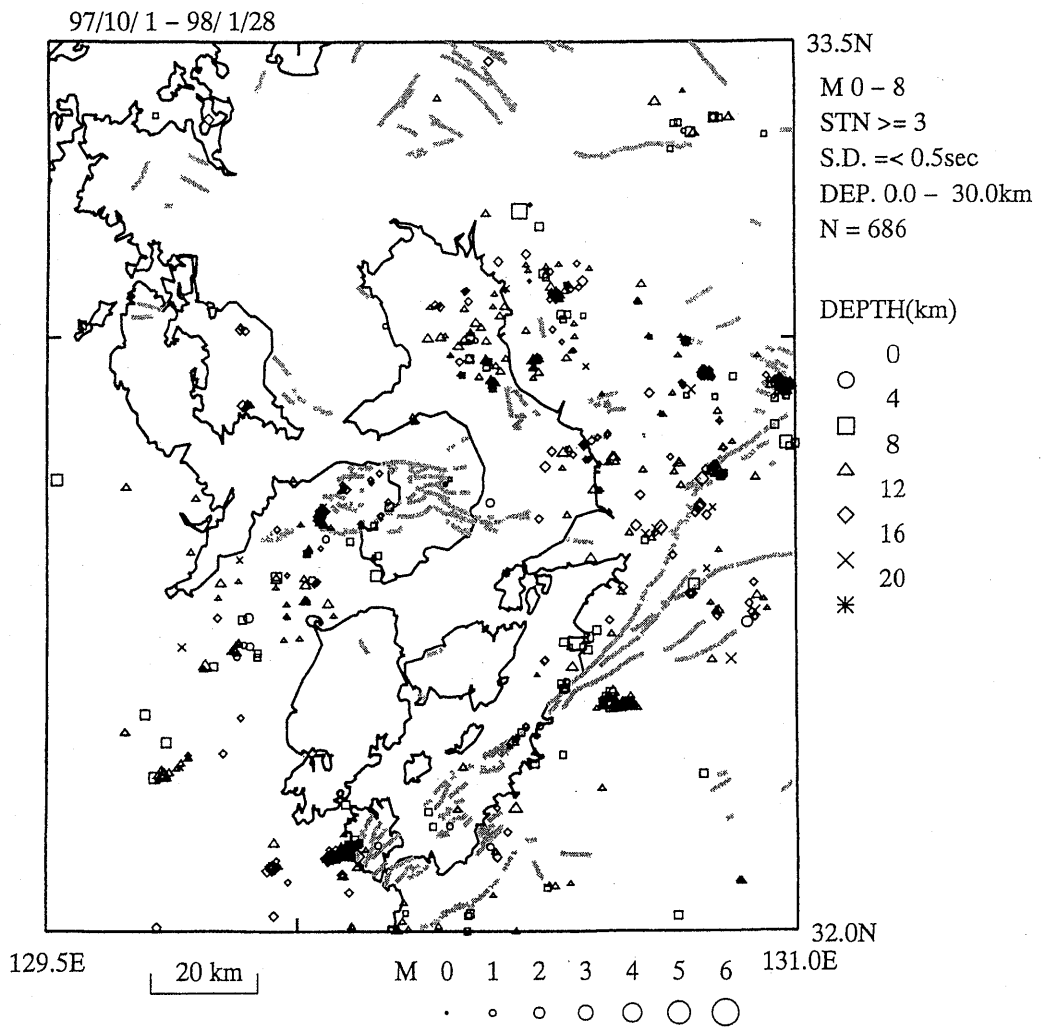 97/10/ 1 – 98/ 1/28
33.5N
M 0 – 8
STN >= 3
S.D. =< 0.5sec
DEP. 0.0 – 30.0km
N = 686
DEPTH(km)
0
4
8
12
16
20
32.0N
129.5E
131.0E
20 km
M 0 1 2 3 4 5 6